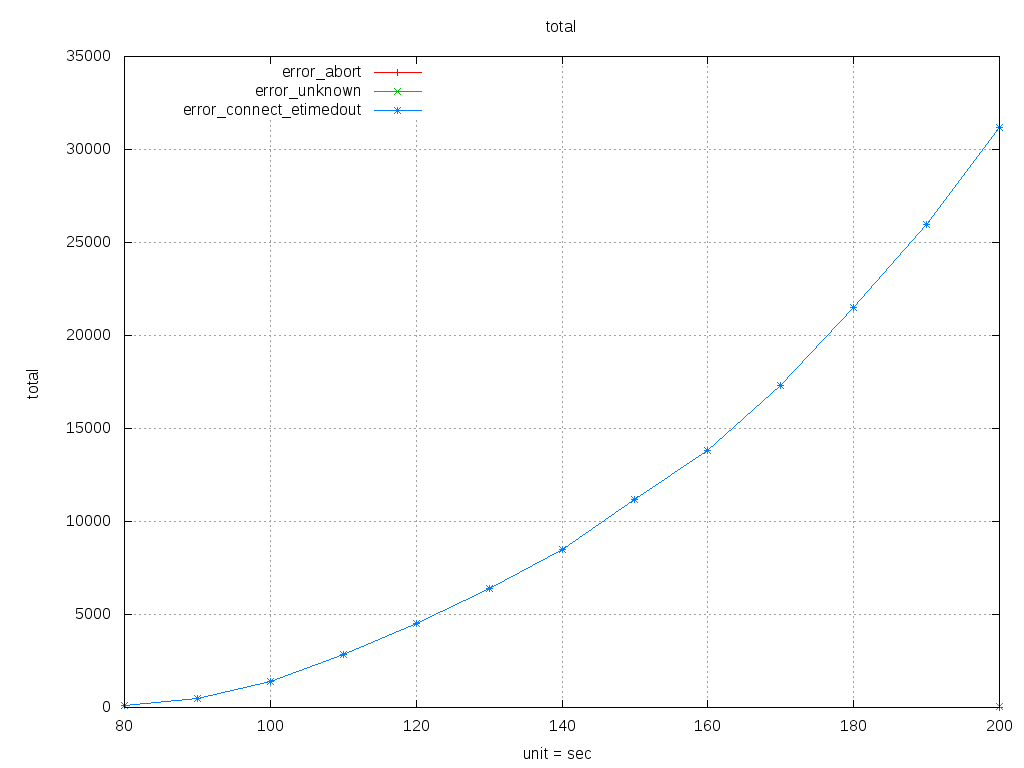 total
35000
error_abort
error_unknown
error_connect_etimedout
30000
25000
20000
total
15000
10000
5000
0
80 100 120 140 160 180 200
unit = sec